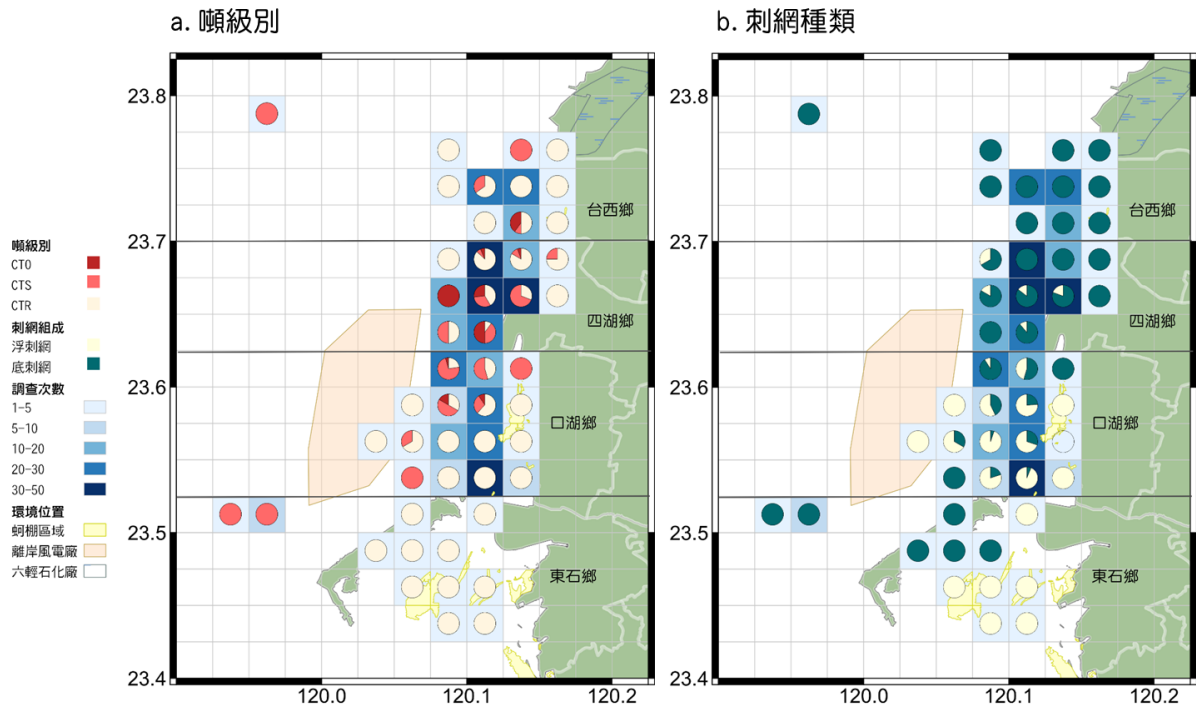 a. 噸級別
b. 刺網種類
噸級別
CT0
CTS
CTR
刺網組成
浮刺網
底刺網
調查次數
1-5
5-10
10-20
20-30
30-50
環境位置
蚵棚區域
離岸風電廠
六輕石化廠
23.8
23.7
23.6
23.5
23.4
120.0
120.1
120.2
台西鄉
四湖鄉
口湖鄉
東石鄉
23.8
23.7
23.6
23.5
23.4
120.0
120.1
120.2
台西鄉
四湖鄉
口湖鄉
東石鄉